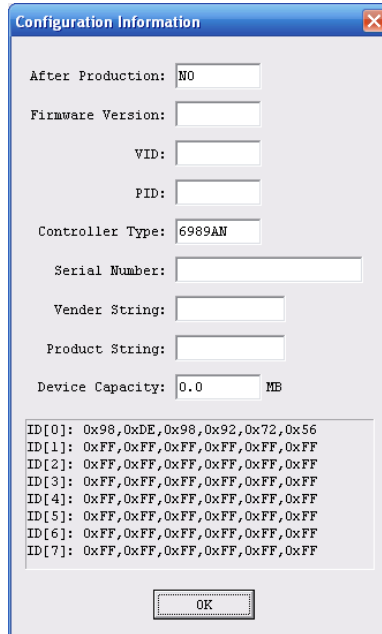 Configuration Information
After Production: NO
Firmware Version:
VID:
PID:
Controller Type: 6989AN
Serial Number:
Vender String:
Product String:
Device Capacity: 0.0 MB
ID[0]: 0x98,0xDE,0x98,0x92,0x72,0x56
ID[1]: 0xFF,0xFF,0xFF,0xFF,0xFF,0xFF
ID[2]: 0xFF,0xFF,0xFF,0xFF,0xFF,0xFF
ID[3]: 0xFF,0xFF,0xFF,0xFF,0xFF,0xFF
ID[4]: 0xFF,0xFF,0xFF,0xFF,0xFF,0xFF
ID[5]: 0xFF,0xFF,0xFF,0xFF,0xFF,0xFF
ID[6]: 0xFF,0xFF,0xFF,0xFF,0xFF,0xFF
ID[7]: 0xFF,0xFF,0xFF,0xFF,0xFF,0xFF
OK